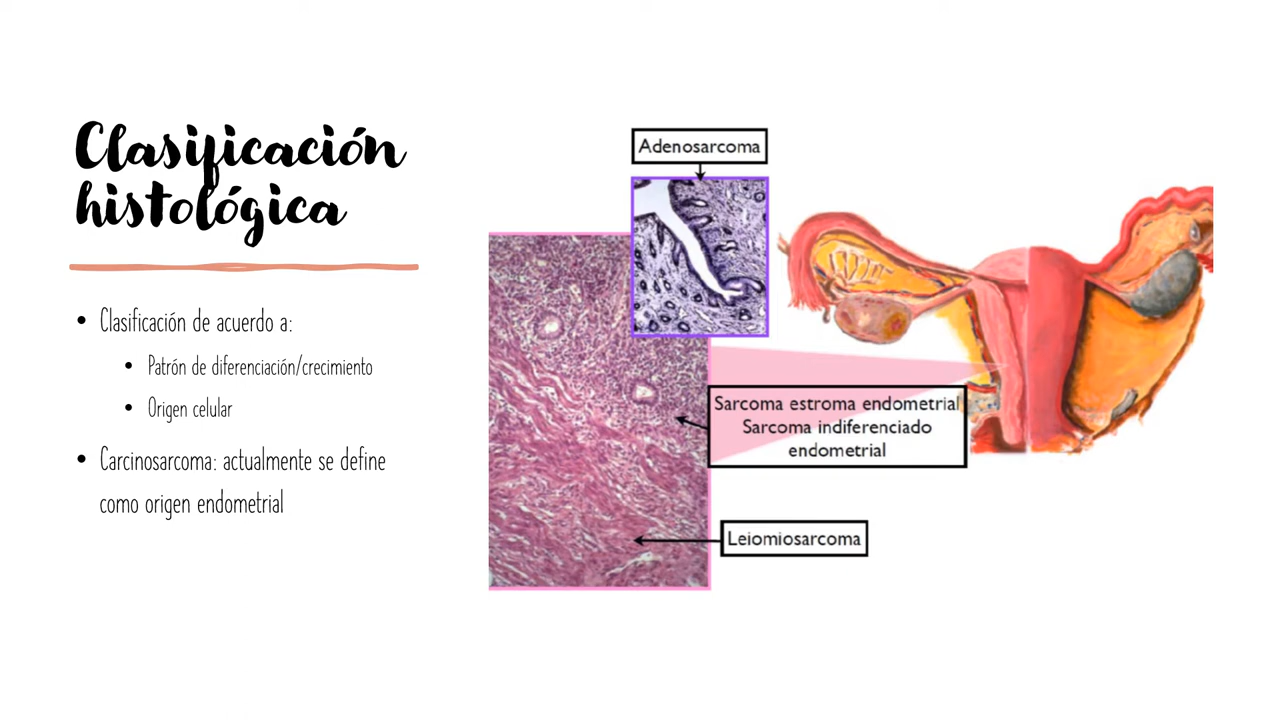 Clasificación
histológica
• Clasificación de acuerdo a:
• Patrón de diferenciación/crecimiento
• Origen celular
• Carcinosarcoma: actualmente se define
como origen endometrial
Adenosarcoma
Sarcoma estroma endometrial
Sarcoma indiferenciado
endometrial
Leiomiosarcoma